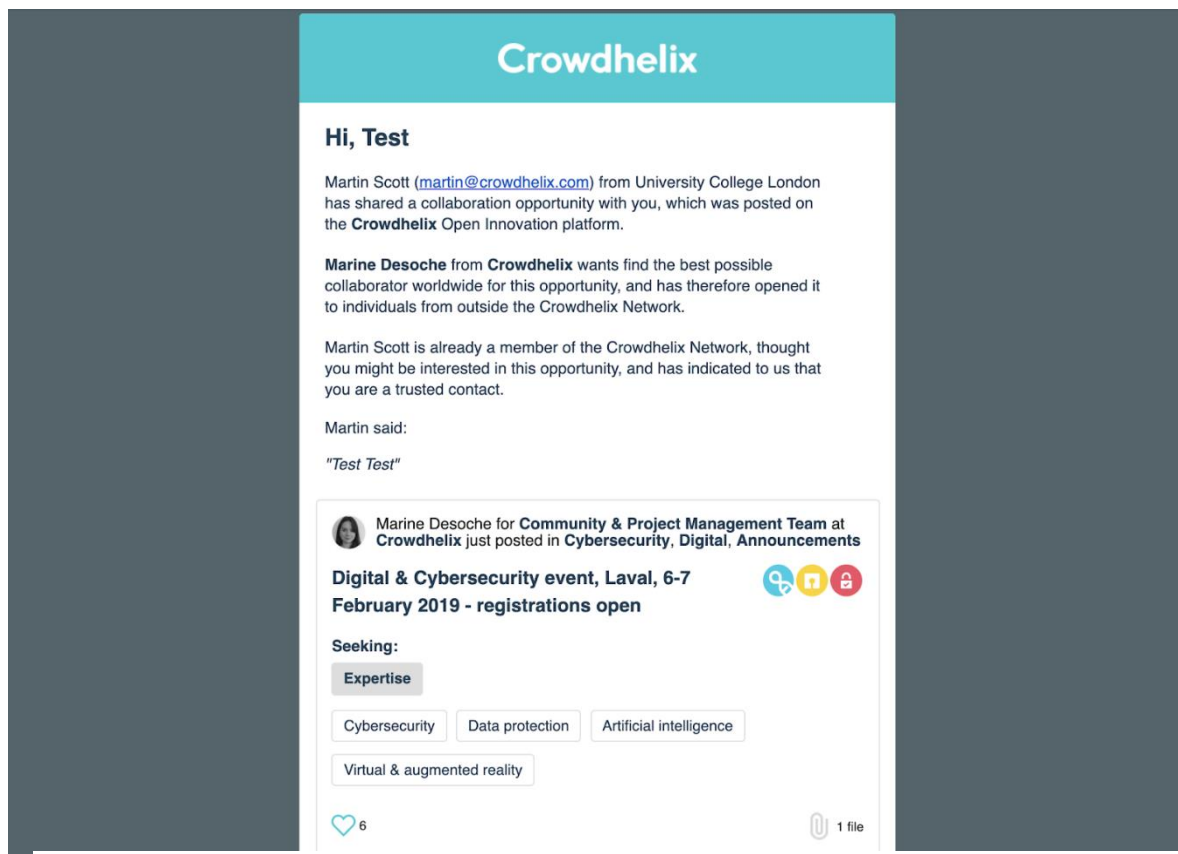 Crowdhelix
Hi, Test
Martin Scott (martin@crowdhelix.com) from University College London
has shared a collaboration opportunity with you, which was posted on
the Crowdhelix Open Innovation platform.
Marine Desoche from Crowdhelix wants find the best possible
collaborator worldwide for this opportunity, and has therefore opened it
to individuals from outside the Crowdhelix Network.
Martin Scott is already a member of the Crowdhelix Network, thought
you might be interested in this opportunity, and has indicated to us that
you are a trusted contact.
Martin said:
"Test Test"
Marine Desoche for Community & Project Management Team at
Crowdhelix just posted in Cybersecurity, Digital, Announcements
Digital & Cybersecurity event, Laval, 6-7
February 2019 - registrations open
Seeking:
Expertise
Cybersecurity Data protection Artificial intelligence
Virtual & augmented reality
6 1 file